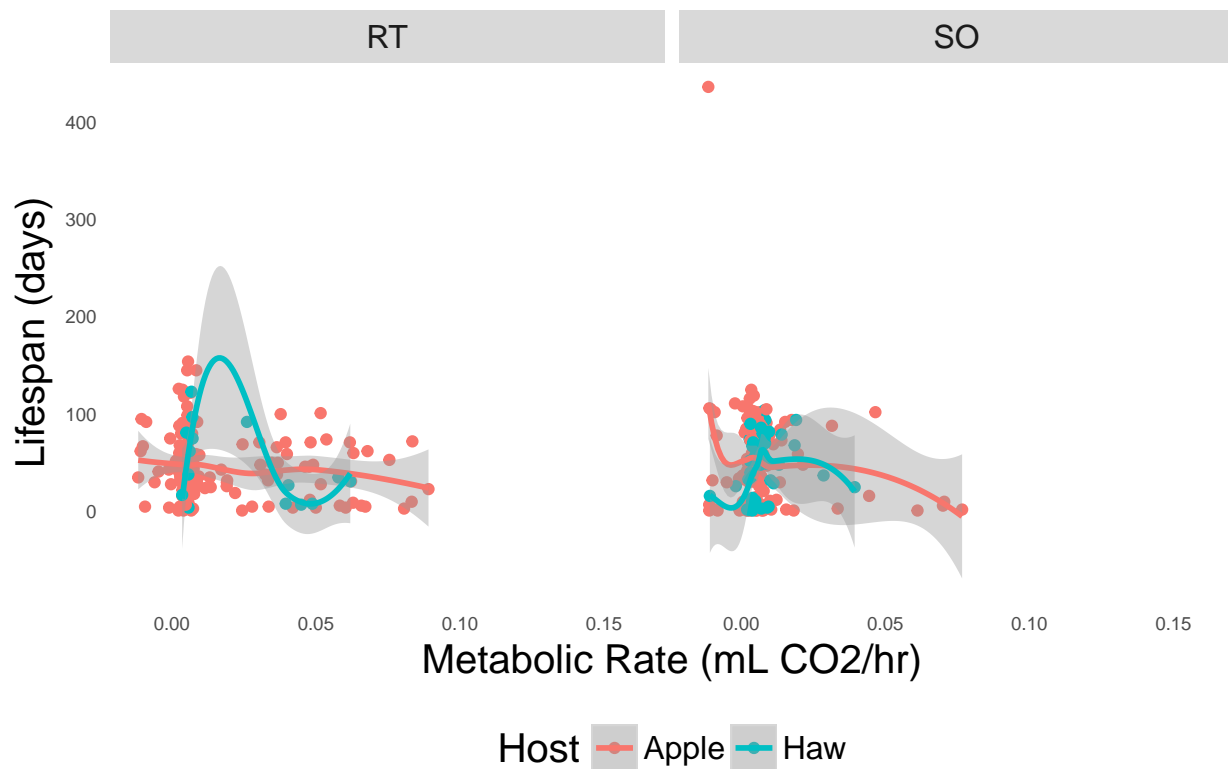 RT
SO
Lifespan (days)
400
300
200
100
0
0.00 0.05 0.10 0.15
0.00 0.05 0.10 0.15
Metabolic Rate (mL CO2/hr)
Host Apple Haw